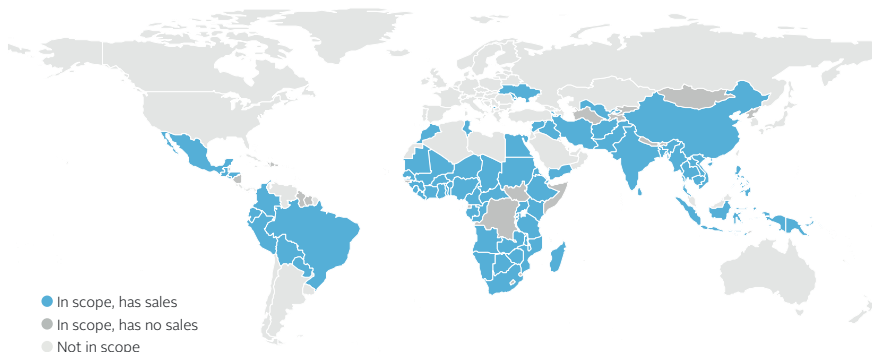 In scope, has sales
In scope, has no sales
Not in scope